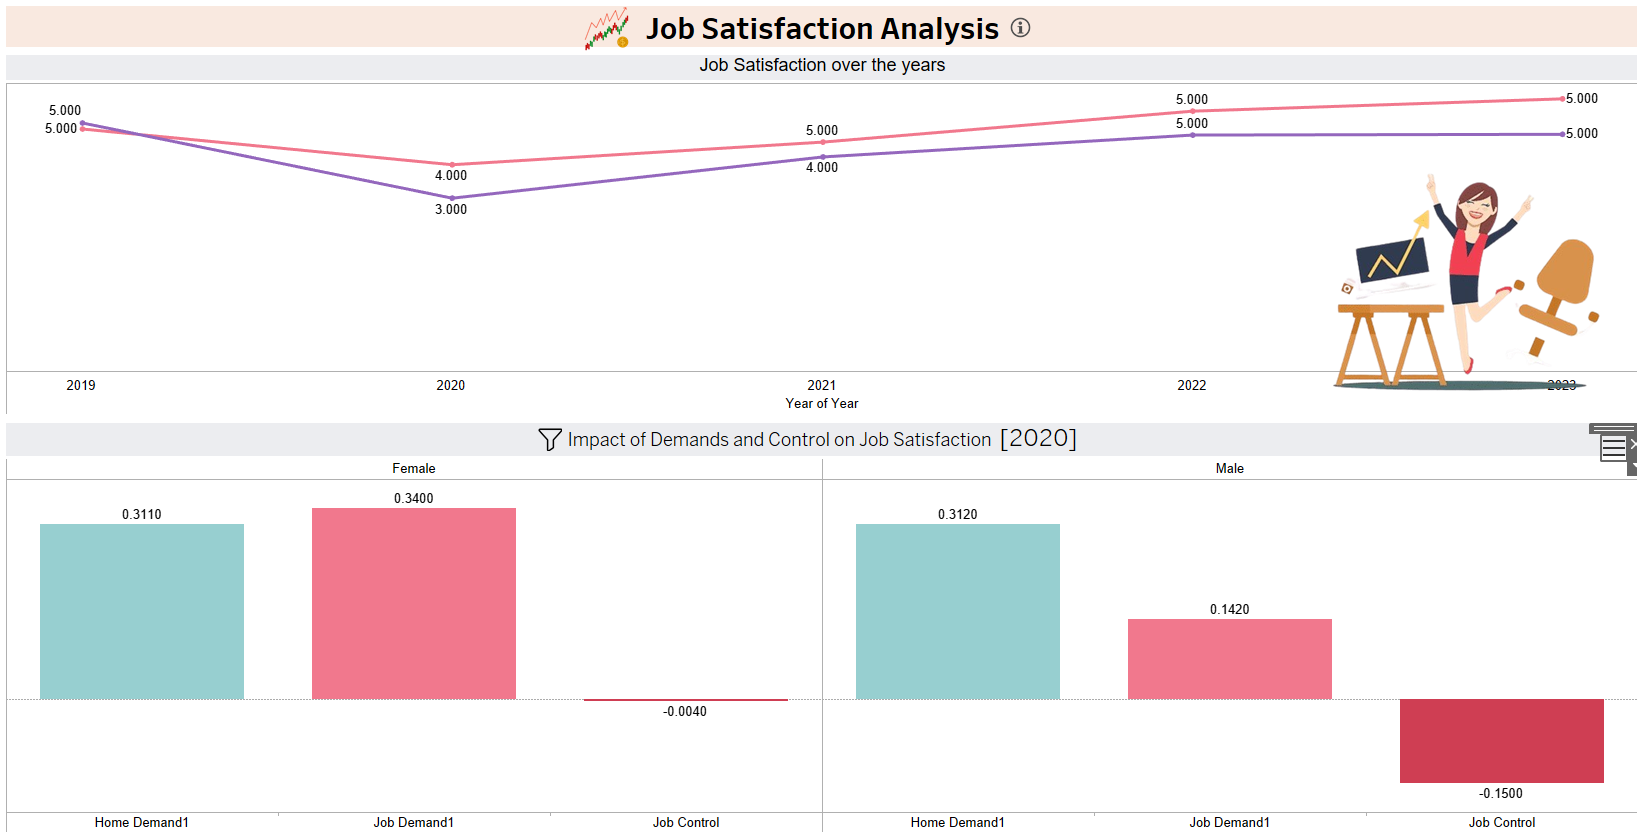 Job Satisfaction Analysis
Job Satisfaction over the years
5.000
5.000
4.000
3.000
5.000
4.000
5.000
5.000
5.000
5.000
2019 2020 2021 2022 2023
Year of Year
Impact of Demands and Control on Job Satisfaction [2020]
Female Male
0.3110 0.3400 -0.0040 0.3120 0.1420 -0.1500
Home Demand1 Job Demand1 Job Control Home Demand1 Job Demand1 Job Control